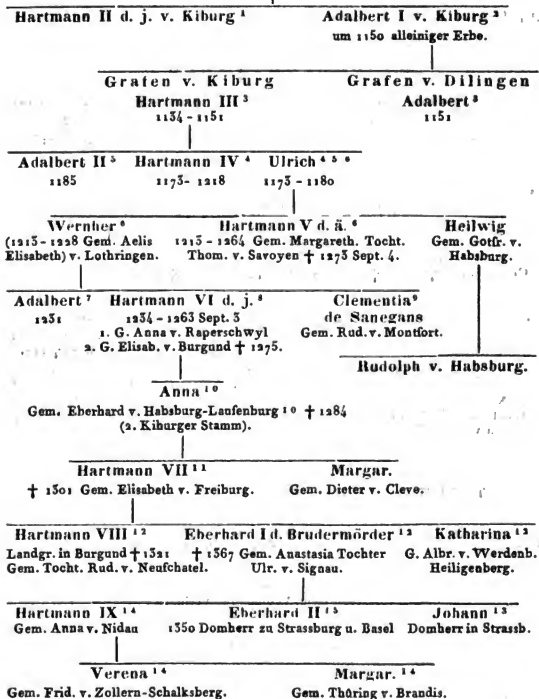 Hartmann II d. j. v. Kiburg ¹ Adalbert I v. Kiburg ²
um 1150 alleiniger Erbe.
Grafen v. Kiburg Grafen v. Dilingen
Hartmann III ³ Adalbert ³
1134 - 1151 1151
Adalbert II ⁵ Hartmann IV ⁴ Ulrich ⁴ ⁵ ⁶
1185 1173 - 1218 1173 - 1180
Wernher ⁶ Hartmann V d. ä. ⁶ Heilwig
(1213 - 1228 Gem. Aelis 1213 - 1264 Gem. Margareth. Tocht. Gem. Gotfr. v.
Elisabeth) v. Lothringen. Thom. v. Savoyen † 1273 Sept. 4. Habsburg.
Adalbert ⁷ Hartmann VI d. j. ⁸ Clementia ⁹
1231 1234 - 1263 Sept. 3 de Sanegans
1. G. Anna v. Raperschwyl Gem. Rud. v. Montfort.
2. G. Elisab. v. Burgund † 1275.
Rudolph v. Habsburg.
Anna ¹⁰
Gem. Eberhard v. Habsburg-Laufenburg ¹⁰ † 1284
(2. Kiburger Stamm).
Hartmann VII ¹¹ Margar.
† 1301 Gem. Elisabeth v. Freiburg. Gem. Dieter v. Cleve.
Hartmann VIII ¹² Eberhard I d. Brudermörder ¹² Katharina ¹²
Landgr. in Burgund † 1321 † 1367 Gem. Anastasia Tochter G. Albr. v. Werdenb.
Gem. Tocht. Rud. v. Neufchatel. Ulr. v. Signau. Heiligenberg.
Hartmann IX ¹⁴ Eberhard II ¹³ Johann ¹³
Gem. Anna v. Nidau 1350 Domherr zu Strassburg u. Basel Domherr in Strassb.
Verena ¹⁴ Margar. ¹⁴
Gem. Frid. v. Zollern-Schalksberg. Gem. Thüring v. Brandis.